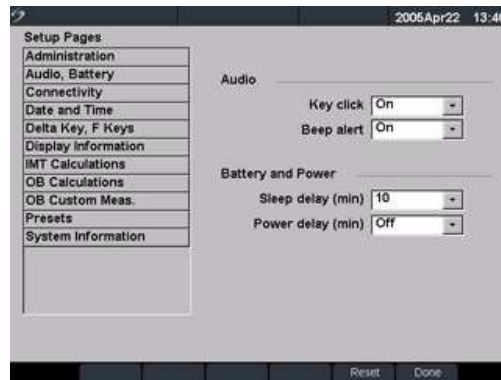 2005Apr22 13:46
Setup Pages
Administration
Audio, Battery
Connectivity
Date and Time
Delta Key, F Keys
Display Information
IMT Calculations
OB Calculations
OB Custom Meas.
Presets
System Information
Audio
Key click On
Beep alert On
Battery and Power
Sleep delay (min) 10
Power delay (min) Off
Reset Done